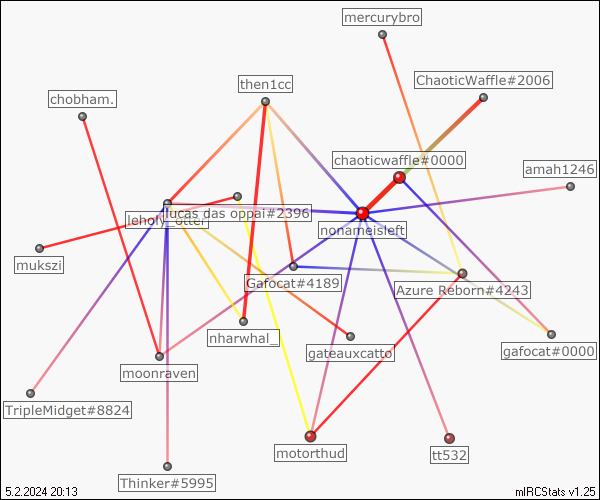 mercurybro
ChaoticWaffle#2006
then1cc
chobham.
chaoticwaffle#0000
amah1246
lucas das oppai#2396
nonameisleft
mukszi
Gafocat#4189
Azure Reborn#4243
nharwhal_
gateauxcatto
gafocat#0000
moonraven
TripleMidget#8824
motorthud
tt532
Thinker#5995
5.2.2024 20:13
mIRCStats v1.25